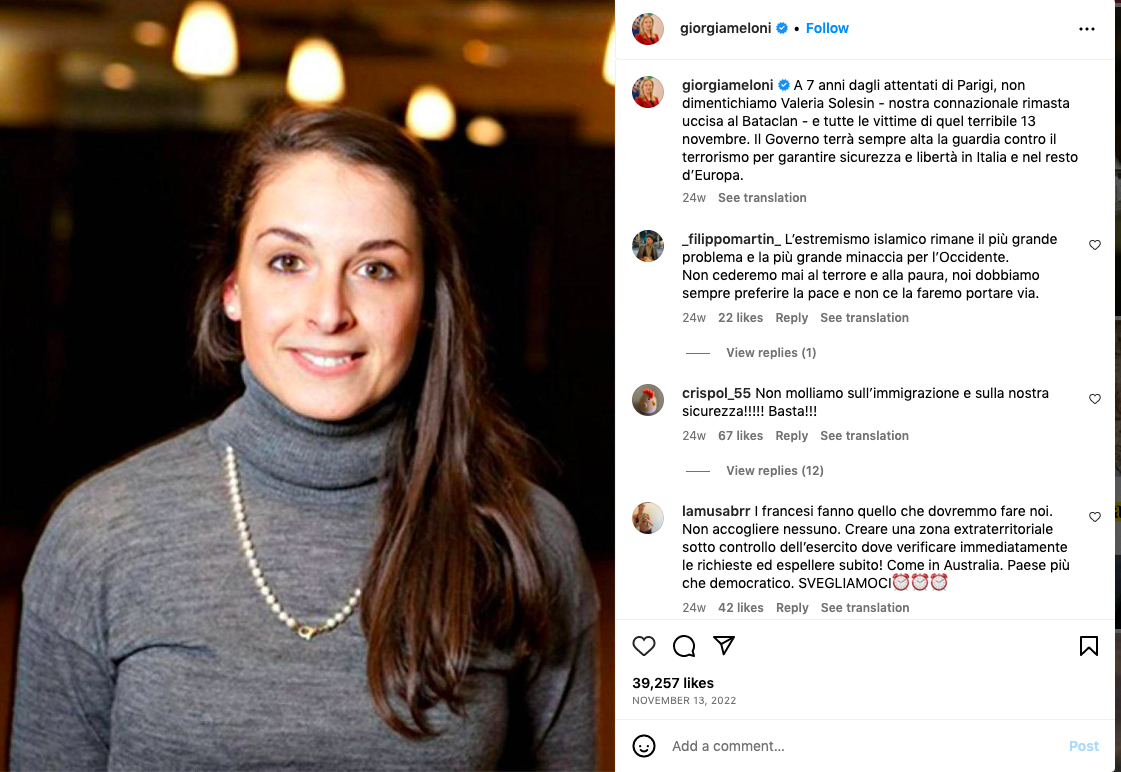 giorgiameloni • Follow
giorgiameloni A 7 anni dagli attentati di Parigi, non
dimentichiamo Valeria Solesin - nostra connazionale rimasta
uccisa al Bataclan - e tutte le vittime di quel terribile 13
novembre. Il Governo terrà sempre alta la guardia contro il
terrorismo per garantire sicurezza e libertà in Italia e nel resto
d’Europa.
24w See translation
_filippomartin_ L’estremismo islamico rimane il più grande
problema e la più grande minaccia per l’Occidente.
Non cederemo mai al terrore e alla paura, noi dobbiamo
sempre preferire la pace e non ce la faremo portare via.
24w 22 likes Reply See translation
View replies (1)
crispol_55 Non molliamo sull’immigrazione e sulla nostra
sicurezza!!!!! Basta!!!
24w 67 likes Reply See translation
View replies (12)
lamusabrr I francesi fanno quello che dovremmo fare noi.
Non accogliere nessuno. Creare una zona extraterritoriale
sotto controllo dell’esercito dove verificare immediatamente
le richieste ed espellere subito! Come in Australia. Paese più
che democratico. SVEGLIAMOCI⏰⏰⏰
24w 42 likes Reply See translation
39,257 likes
NOVEMBER 13, 2022
Add a comment...
Post